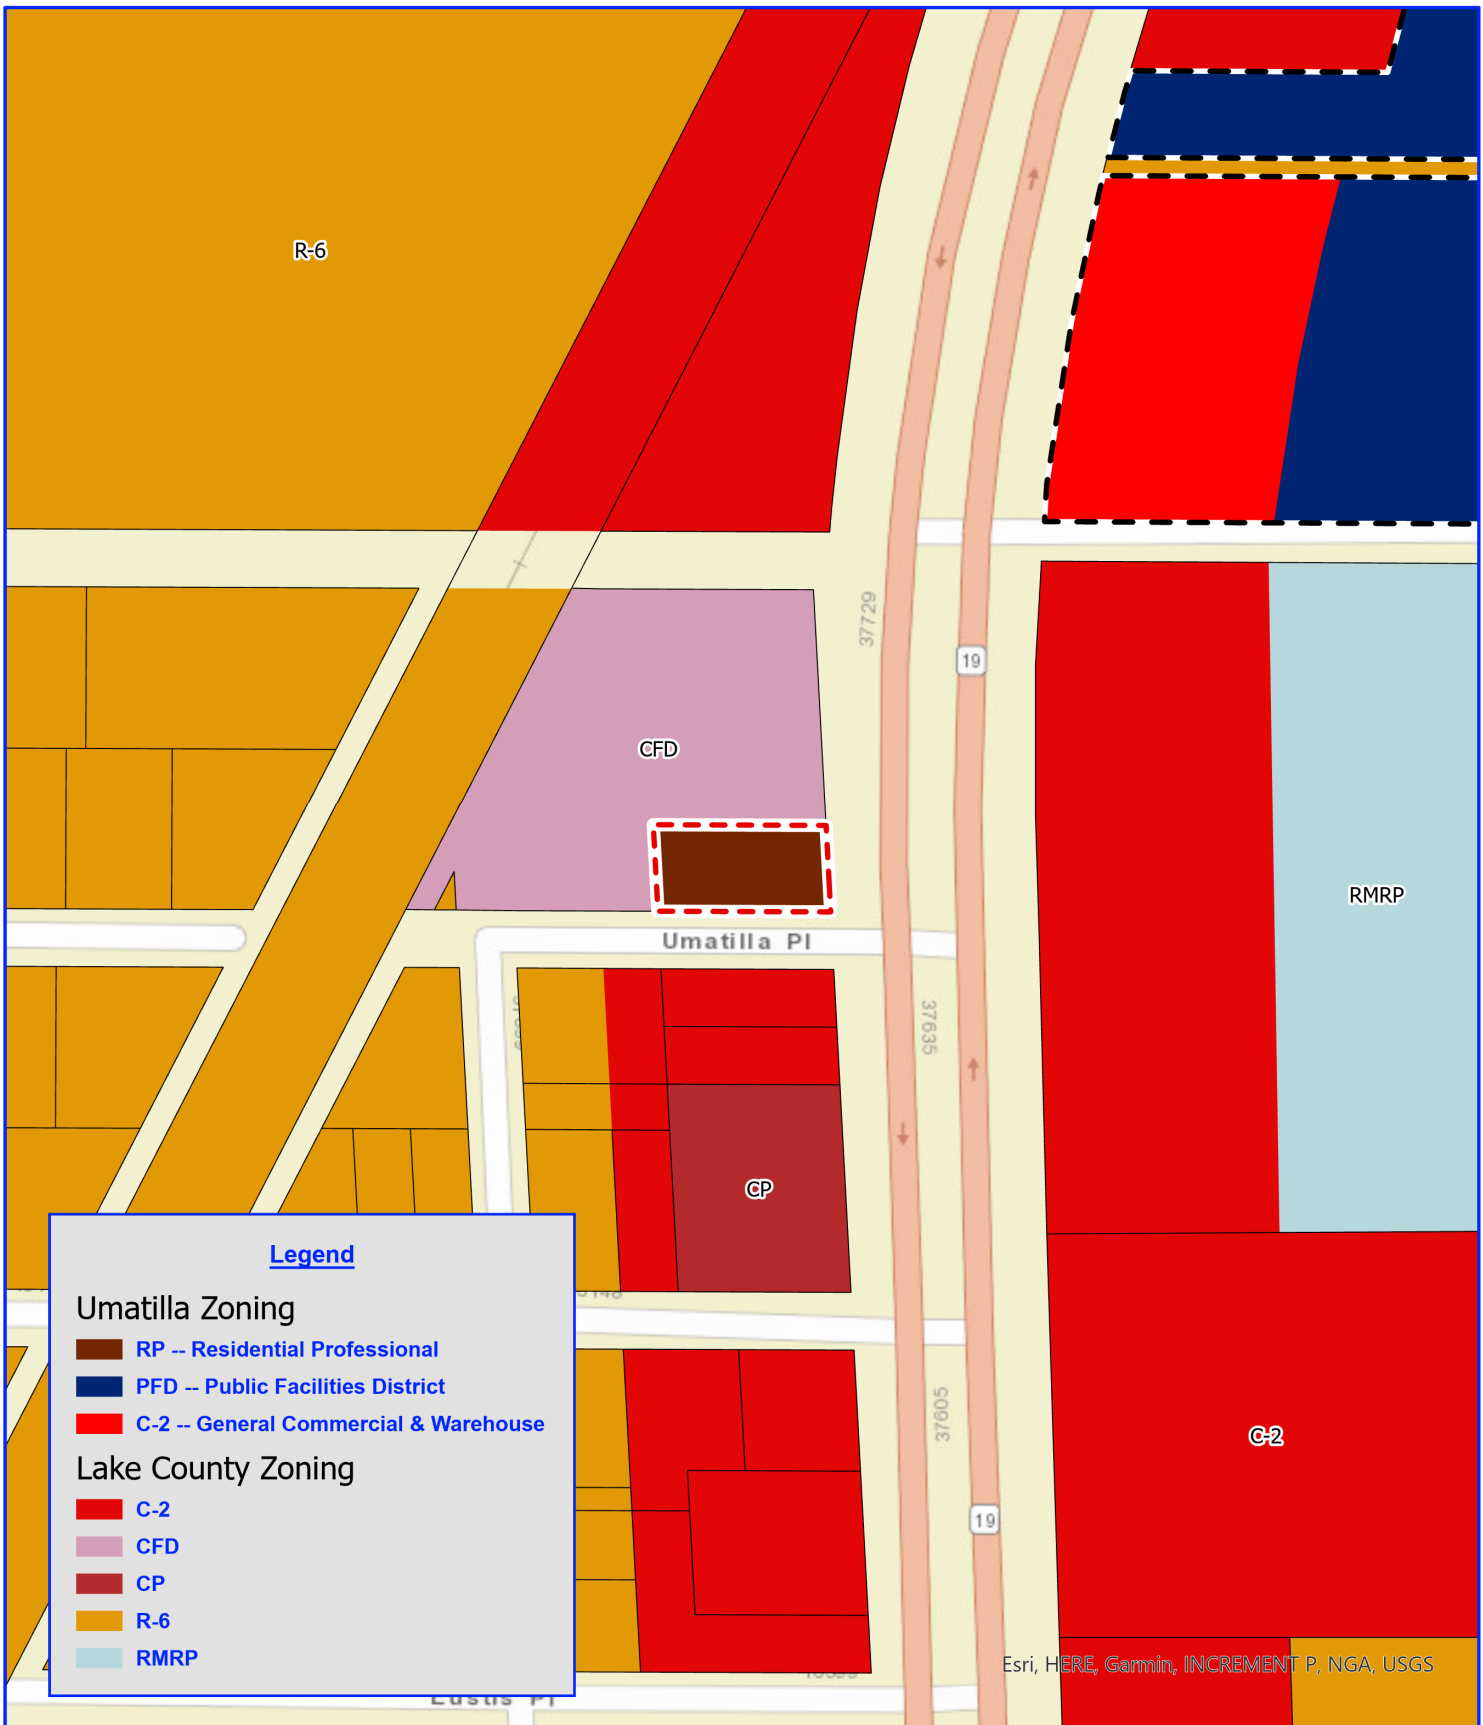 R-6
37729
19
CFD
RMRP
Umatilla Pl
37635
CP
Legend
Umatilla Zoning
RP -- Residential Professional
PFD -- Public Facilities District
C-2 -- General Commercial & Warehouse
Lake County Zoning
C-2
CFD
CP
R-6
RMRP
37605
C-2
19
Esri, HERE, Garmin, INCREMENT P, NGA, USGS
Eustis Pl